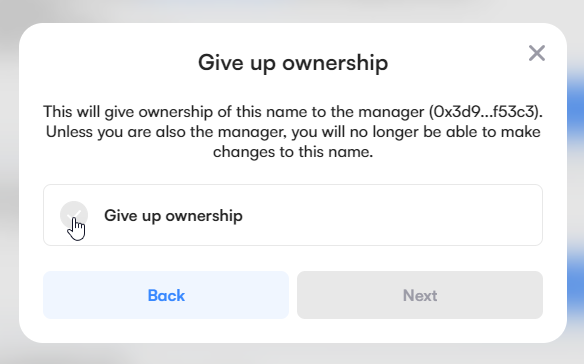 Give up ownership
This will give ownership of this name to the manager (0x3d9...f53c3).
Unless you are also the manager, you will no longer be able to make
changes to this name.
Give up ownership
Back
Next